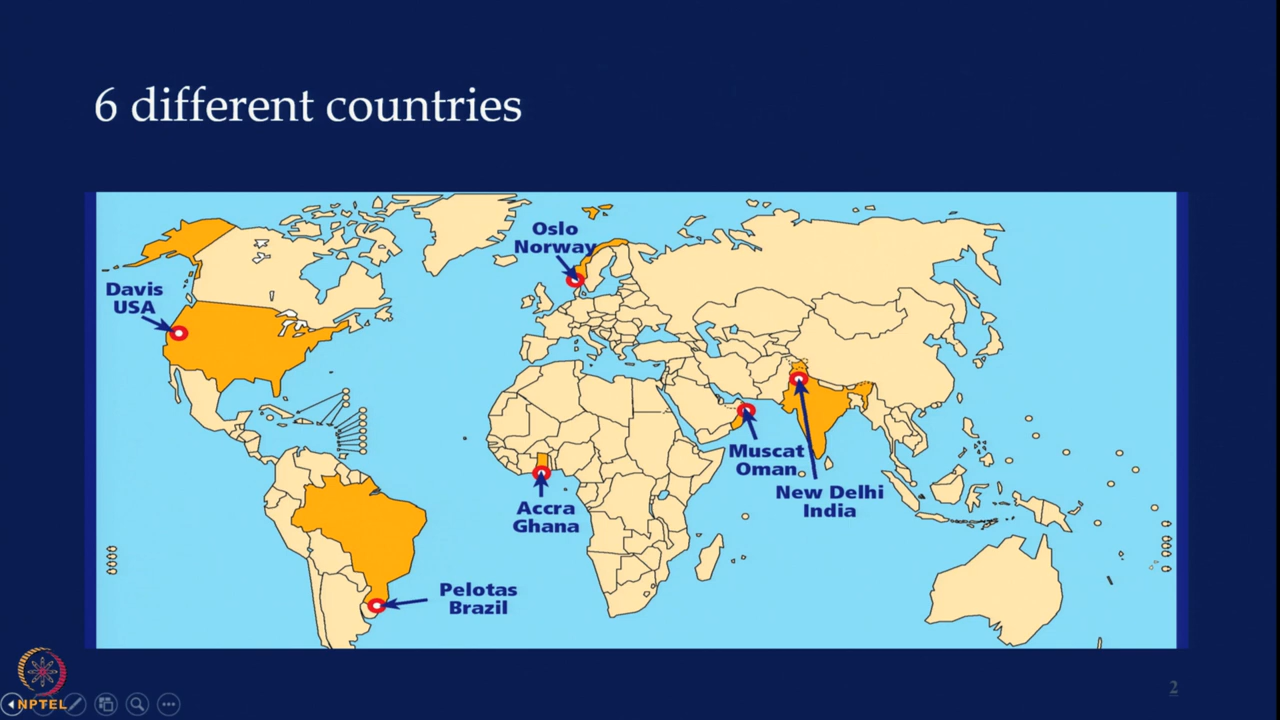 6 different countries
Oslo
Norway
Davis
USA
Muscat
Oman
New Delhi
India
Accra
Ghana
Pelotas
Brazil
NPTEL
2